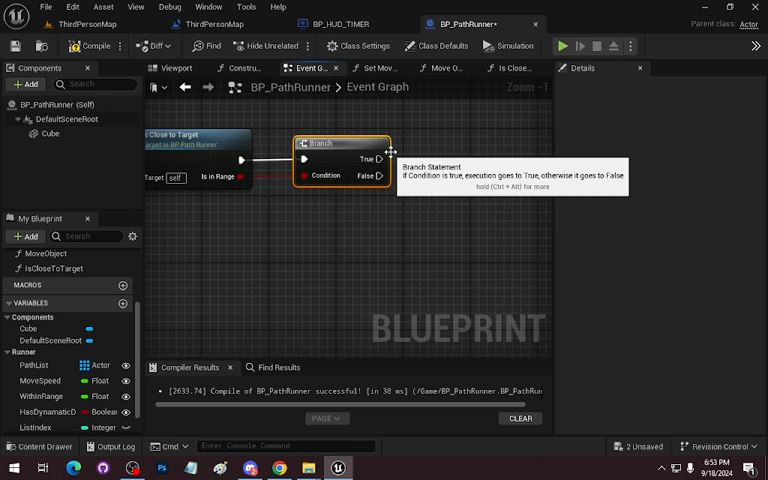 File Edit Asset View Debug Window Tools Help
ThirdPersonMap ThirdPersonMap BP_HUD_TIMER BP_PathRunner• Parent class: Actor
Compile Diff Find Hide Unrelated Class Settings Class Defaults Simulation
Components Viewport Constru... Event G... Set Mov... Move O... Is Close... Details
+ Add Search BP_PathRunner > Event Graph Zoom -1
BP_PathRunner (Self)
DefaultSceneRoot
Cube
s Close to Target
Target is BP Path Runner
Target self Is in Range
Branch
True
Condition False
Branch Statement
If Condition is true, execution goes to True, otherwise it goes to False
hold (Ctrl + Alt) for more
My Blueprint
+ Add Search
MoveObject
IsCloseToTarget
MACROS
VARIABLES
Components
Cube
DefaultSceneRoot
Runner
PathList Actor
MoveSpeed Float
WithInRange Float
HasDynamicD Boolea
ListIndex Integer
BLUEPRINT
Compiler Results Find Results
• [2633.74] Compile of BP_PathRunner successful! [in 38 ms] (/Game/BP_PathRunner.BP_PathRun
PAGE CLEAR
Content Drawer Output Log Cmd Enter Console Command 2 Unsaved Revision Control
6:53 PM
9/18/2024